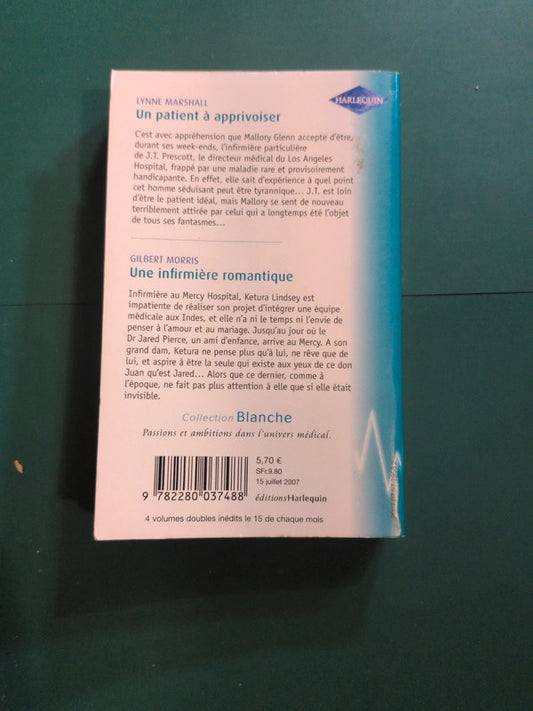 LYNNE MARSHALL
HARLEQUIN
Un patient à apprivoiser
C'est avec appréhension que Mallory Glenn accepte d'être,
durant ses week-ends, l'infirmière particulière
de J.T. Prescott, le directeur médical du Los Angeles
Hospital, frappé par une maladie rare et provisoirement
handicapante. En effet, elle sait d'expérience à quel point
cet homme séduisant peut être tyrannique... J.T. est loin
d'être le patient idéal, mais Mallory se sent de nouveau
terriblement attirée par celui qui a longtemps été l'objet
de tous ses fantasmes...
GILBERT MORRIS
Une infirmière romantique
Infirmière au Mercy Hospital, Ketura Lindsey est
impatiente de réaliser son projet d'intégrer une équipe
médicale aux Indes, et elle n'a ni le temps ni l'envie de
penser à l'amour et au mariage. Jusqu'au jour où le
Dr Jared Pierce, un ami d'enfance, arrive au Mercy. A son
grand dam, Ketura ne pense plus qu'à lui, ne rêve que de
lui, et aspire à être la seule qui existe aux yeux de ce don
Juan qu'est Jared... Alors que ce dernier, comme à
l'époque, ne fait pas plus attention à elle que si elle était
invisible.
Collection Blanche
Passions et ambitions dans l'univers médical.
5,70 €
SFr.9.80
15 juillet 2007
9 782280 037488
éditionsHarlequin
4 volumes doubles inédits le 15 de chaque mois